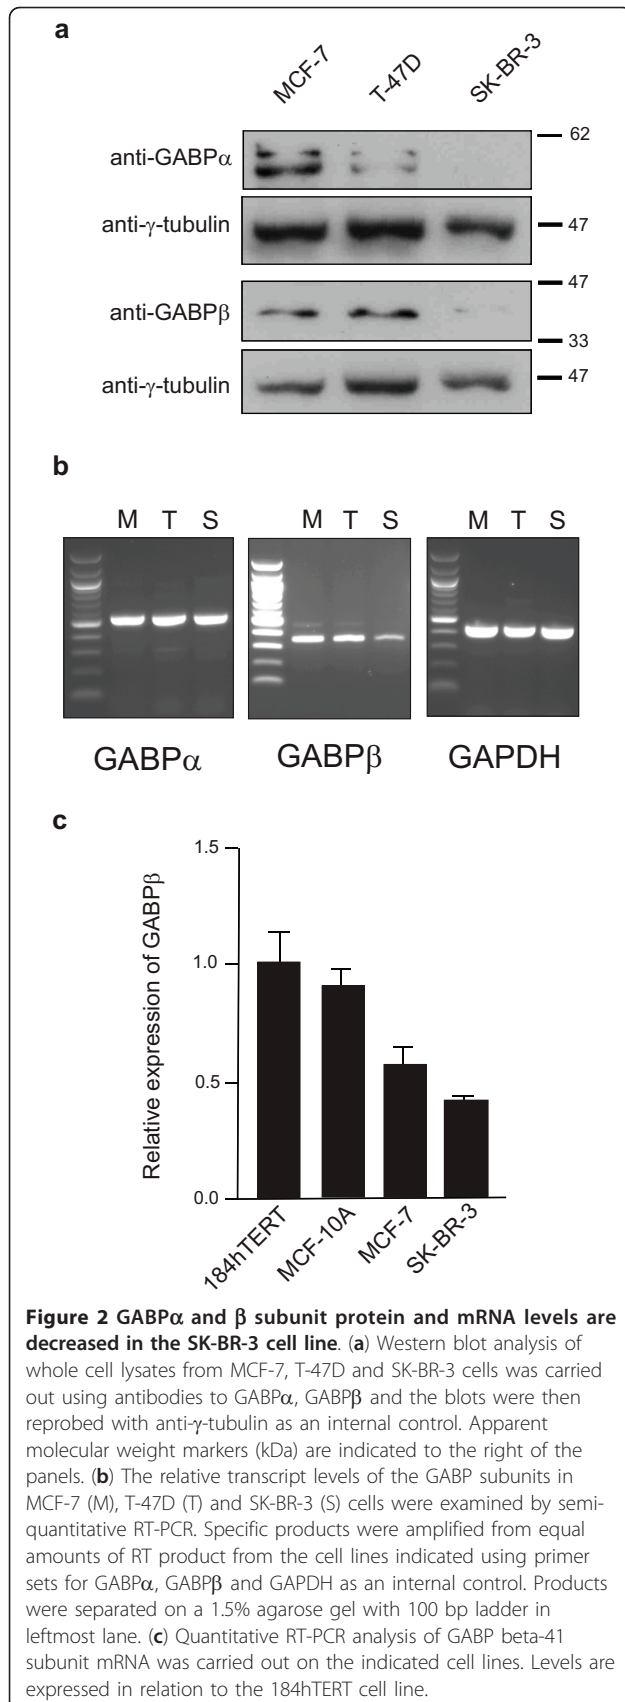 a
MCF-7 T-47D SK-BR-3
anti-GABPα 62
anti-γ-tubulin 47
47
anti-GABPβ
33
anti-γ-tubulin 47
b
M T S M T S M T S
GABPα GABPβ GAPDH
c
1.5
1.0
0.5
0.0
Relative expression of GABPβ
184hTERT MCF-10A MCF-7 SK-BR-3
Figure 2 GABPα and β subunit protein and mRNA levels are
decreased in the SK-BR-3 cell line. (a) Western blot analysis of
whole cell lysates from MCF-7, T-47D and SK-BR-3 cells was carried
out using antibodies to GABPα, GABPβ and the blots were then
reprobed with anti-γ-tubulin as an internal control. Apparent
molecular weight markers (kDa) are indicated to the right of the
panels. (b) The relative transcript levels of the GABP subunits in
MCF-7 (M), T-47D (T) and SK-BR-3 (S) cells were examined by semi-
quantitative RT-PCR. Specific products were amplified from equal
amounts of RT product from the cell lines indicated using primer
sets for GABPα, GABPβ and GAPDH as an internal control. Products
were separated on a 1.5% agarose gel with 100 bp ladder in
leftmost lane. (c) Quantitative RT-PCR analysis of GABP beta-41
subunit mRNA was carried out on the indicated cell lines. Levels are
expressed in relation to the 184hTERT cell line.